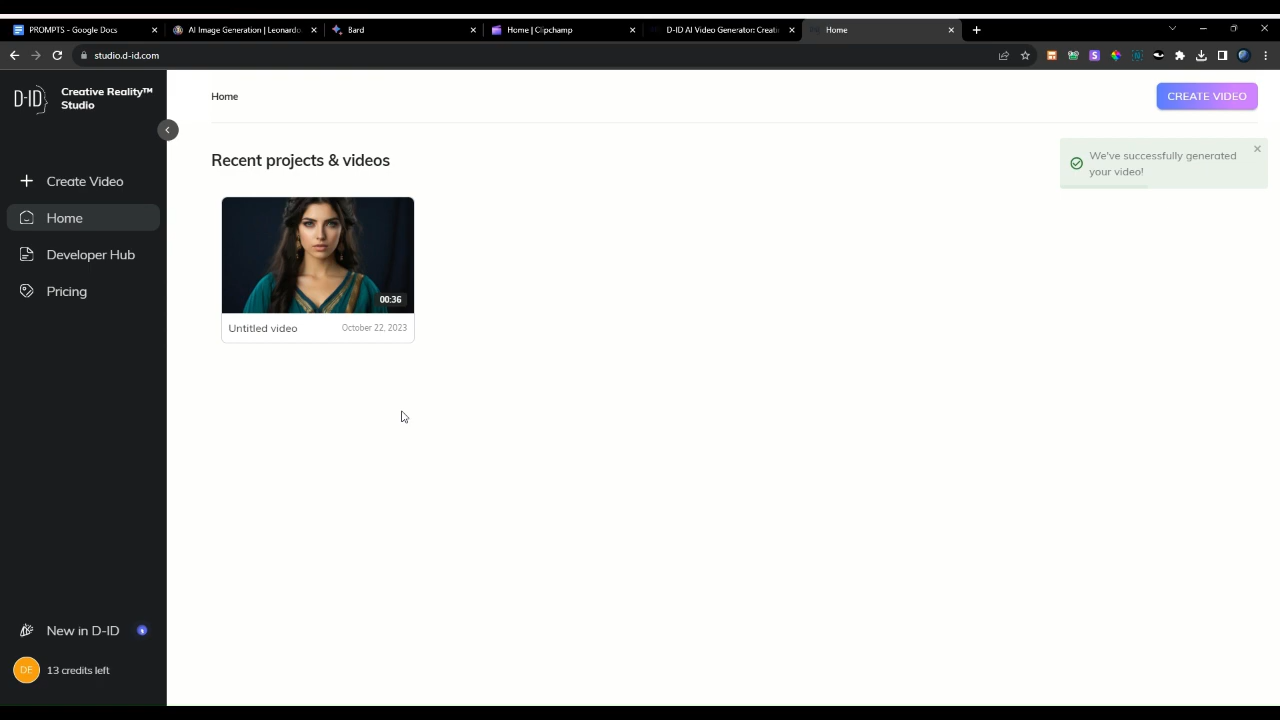 PROMPTS - Google Docs
AI Image Generation | Leonardo
Bard
Home | Clipchamp
D-ID AI Video Generator: Creati
Home
studio.d-id.com
D-ID
Creative Reality™
Studio
Home
CREATE VIDEO
We've successfully generated
your video!
Recent projects & videos
Create Video
Home
Developer Hub
Pricing
00:36
Untitled video
October 22, 2023
New in D-ID
DE
13 credits left